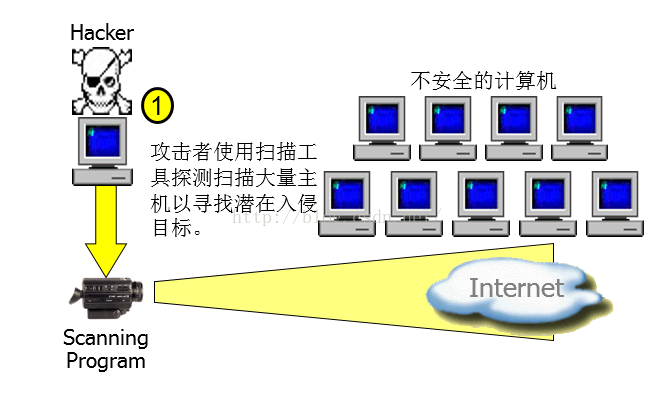 Hacker
1
不安全的计算机
攻击者使用扫描工
具探测扫描大量主
机以寻找潜在入侵
目标。
Internet
Scanning
Program